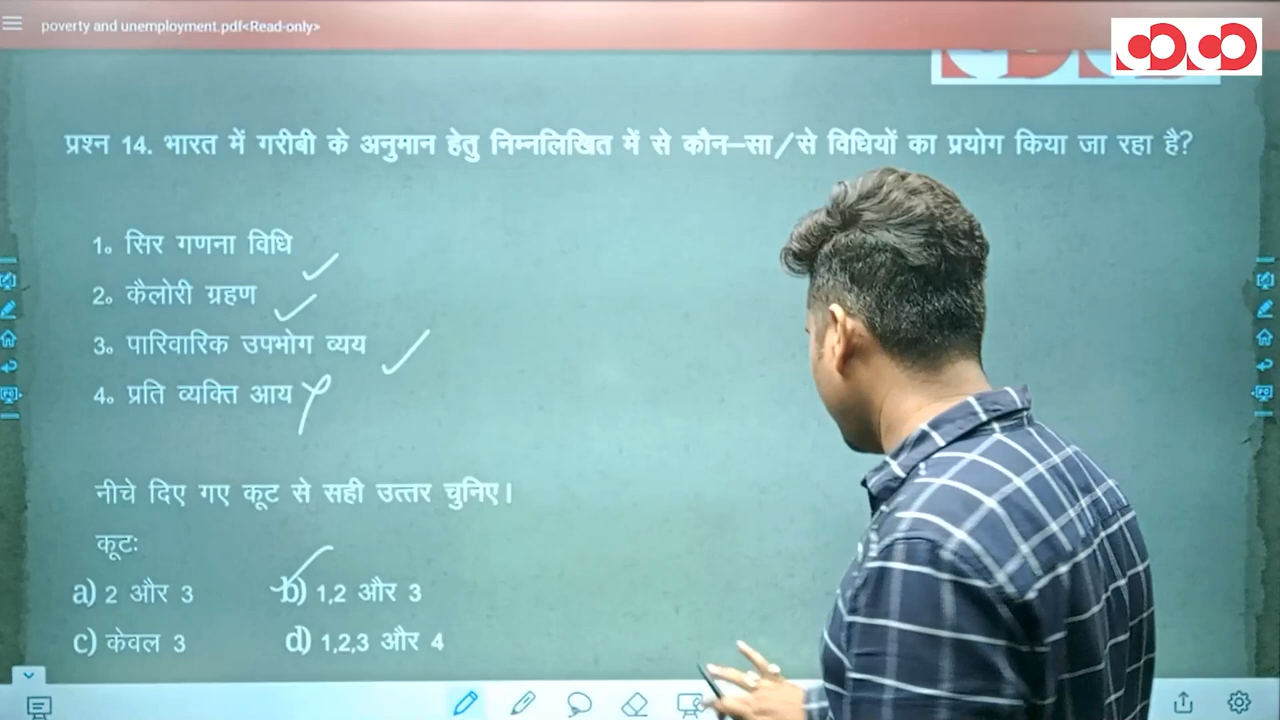 poverty and unemployment.pdf<Read-only>
प्रश्न 14. भारत में गरीबी के अनुमान हेतु निम्नलिखित में से कौन–सा/से विधियों का प्रयोग किया जा रहा है?
1. सिर गणना विधि
2. कैलोरी ग्रहण
3. पारिवारिक उपभोग व्यय
4. प्रति व्यक्ति आय
नीचे दिए गए कूट से सही उत्तर चुनिए।
कूटः
a) 2 और 3 b) 1,2 और 3
c) केवल 3 d) 1,2,3 और 4